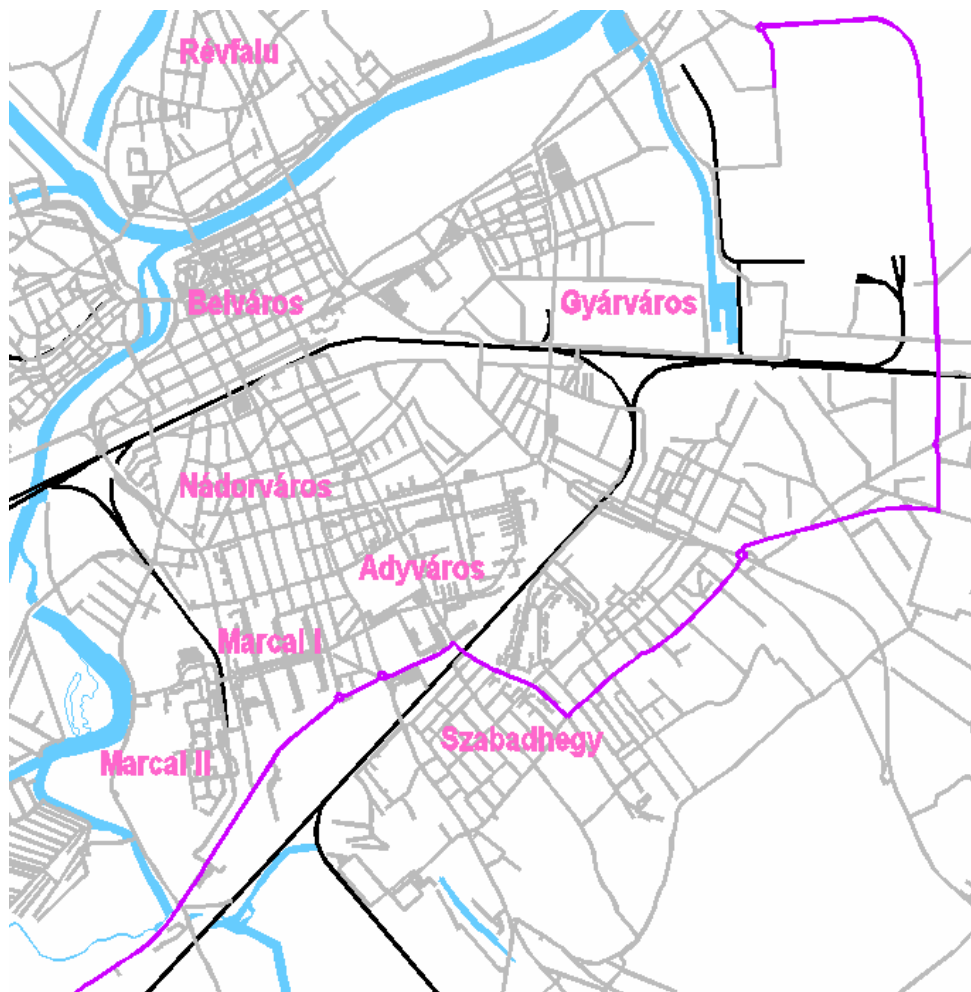 Révfalu
Belváros
Gyárváros
Nádorváros
Adyváros
Marcal I
Szabadhegy
Marcal II